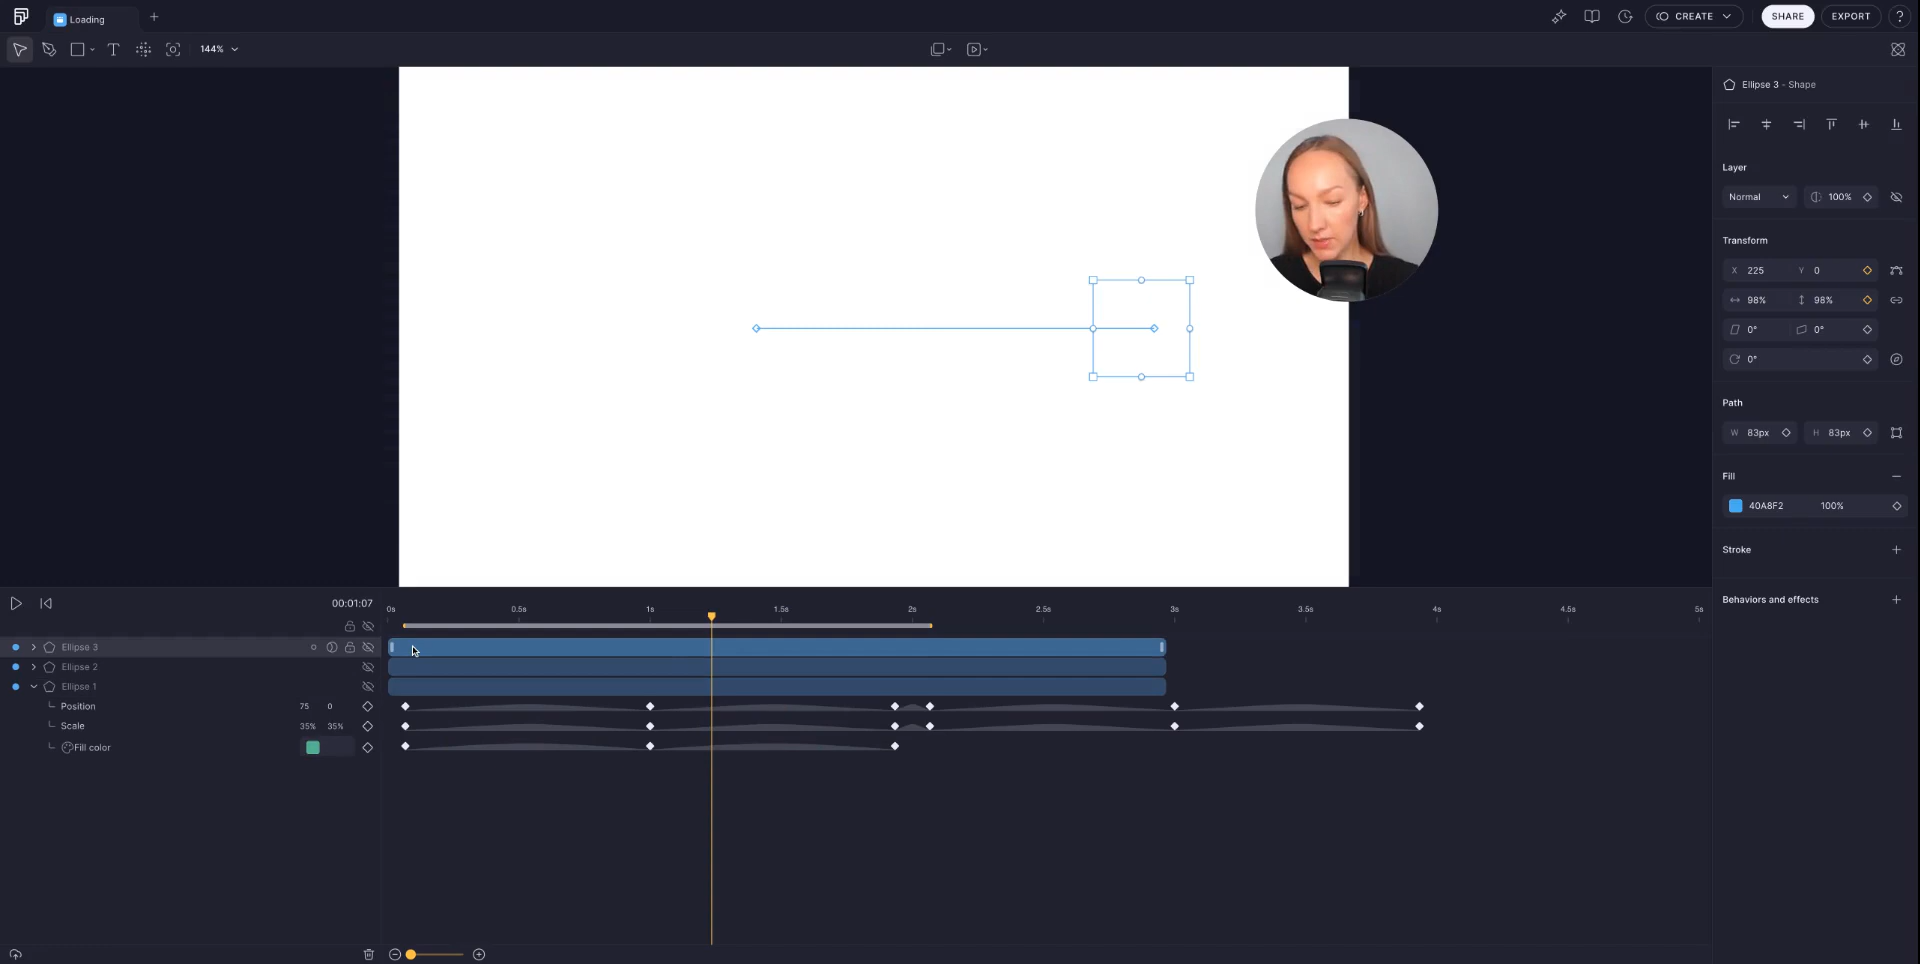 Loading
CREATE
SHARE
EXPORT
?
144%
Ellipse 3 - Shape
Layer
Normal
100%
Transform
X 225
Y 0
98%
98%
0°
0°
0°
Path
W 83px
H 83px
Fill
40A8F2 100%
Stroke
Behaviors and effects
00:01:07
0s 0.5s 1s 1.5s 2s 2.5s 3s 3.5s 4s 4.5s 5s
Ellipse 3
Ellipse 2
Ellipse 1
Position 75 0
Scale 35% 35%
Fill color